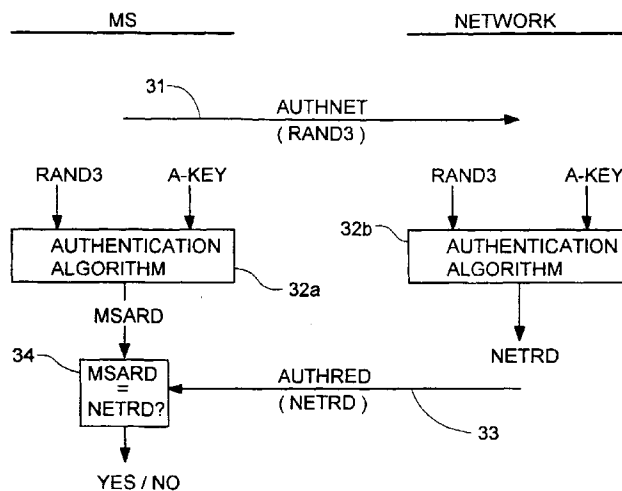 MS
NETWORK
31
AUTHNET
( RAND3 )
RAND3
A-KEY
RAND3
A-KEY
32b
AUTHENTICATION
ALGORITHM
AUTHENTICATION
ALGORITHM
32a
MSARD
NETRD
34
MSARD
=
NETRD?
AUTHRED
( NETRD )
33
YES / NO